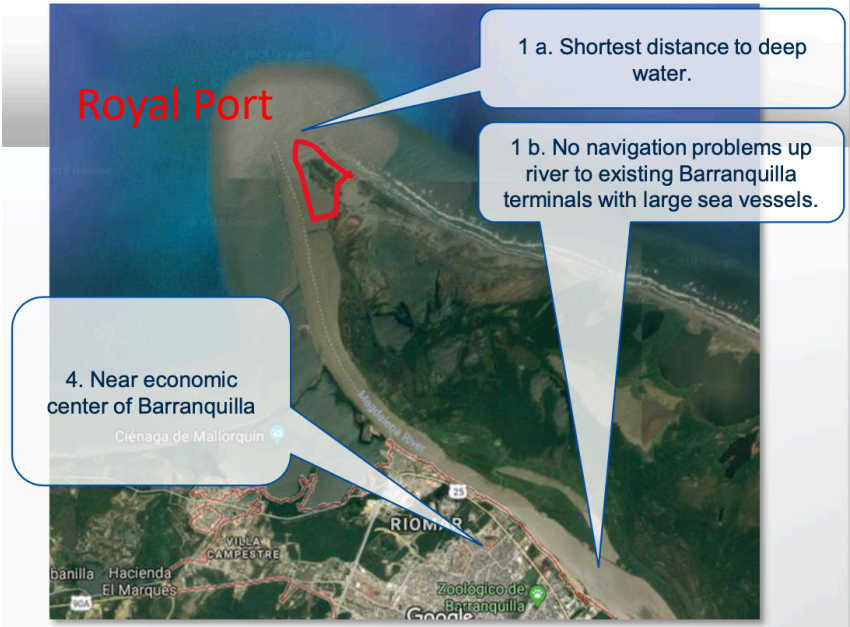 Royal Port
1 a. Shortest distance to deep
water.
1 b. No navigation problems up
river to existing Barranquilla
terminals with large sea vessels.
4. Near economic
center of Barranquilla
Ciénaga de Mallorquín
Magdalena River
25
RIOMAR
VILLA
CAMPESTRE
banilla
Hacienda
El Marques
90A
Zoológico de
Barranquilla
Google